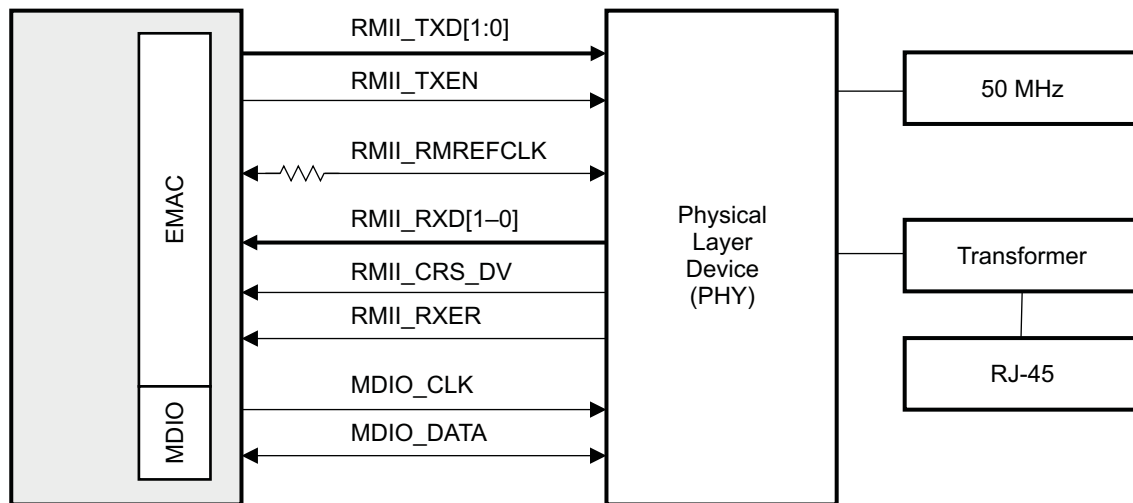 RMII_TXD[1:0]
RMII_TXEN
RMII_RMREFCLK
RMII_RXD[1–0]
RMII_CRS_DV
RMII_RXER
MDIO_CLK
MDIO_DATA
EMAC
MDIO
Physical
Layer
Device
(PHY)
50 MHz
Transformer
RJ-45